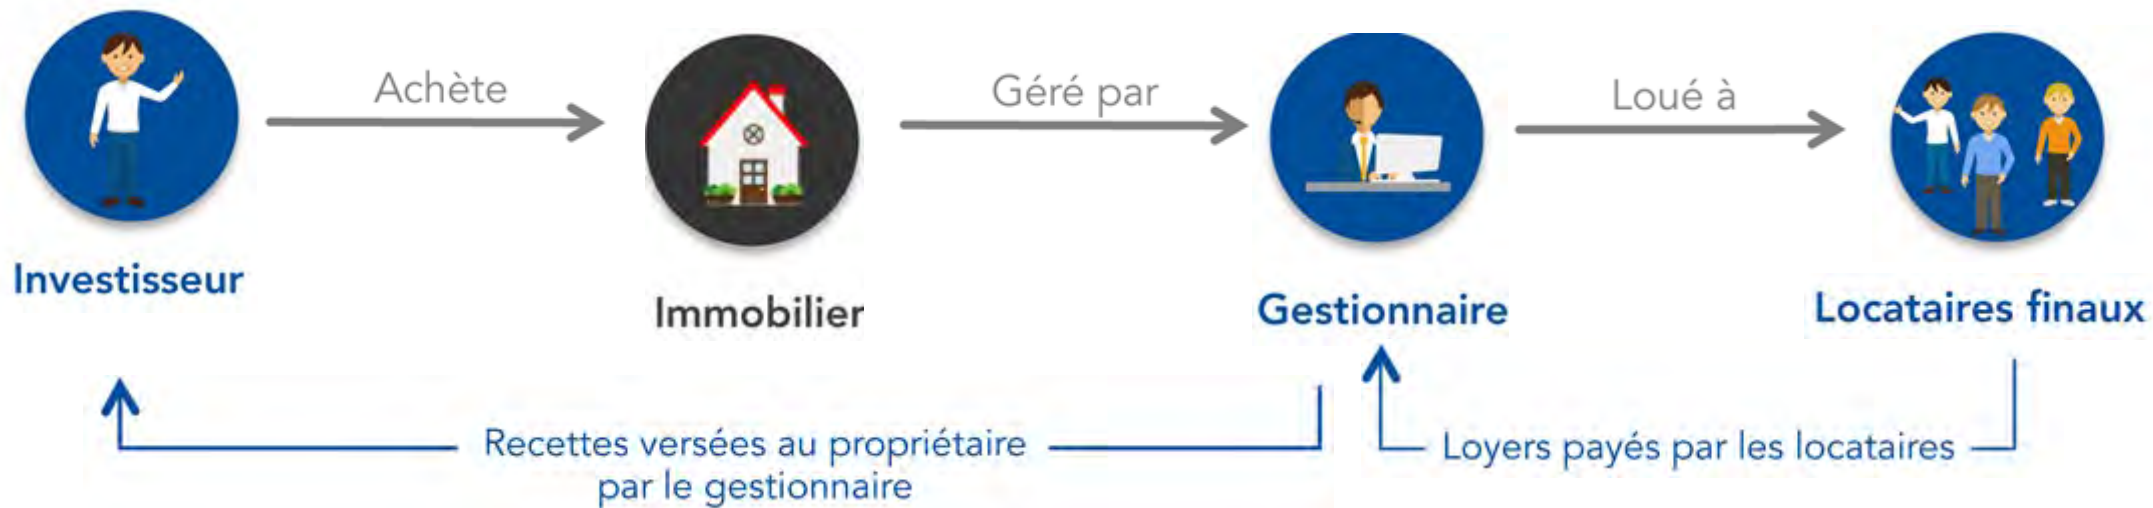 Achète
Géré par
Loué à
Investisseur
Immobilier
Gestionnaire
Locataires finaux
Recettes versées au propriétaire
par le gestionnaire
Loyers payés par les locataires